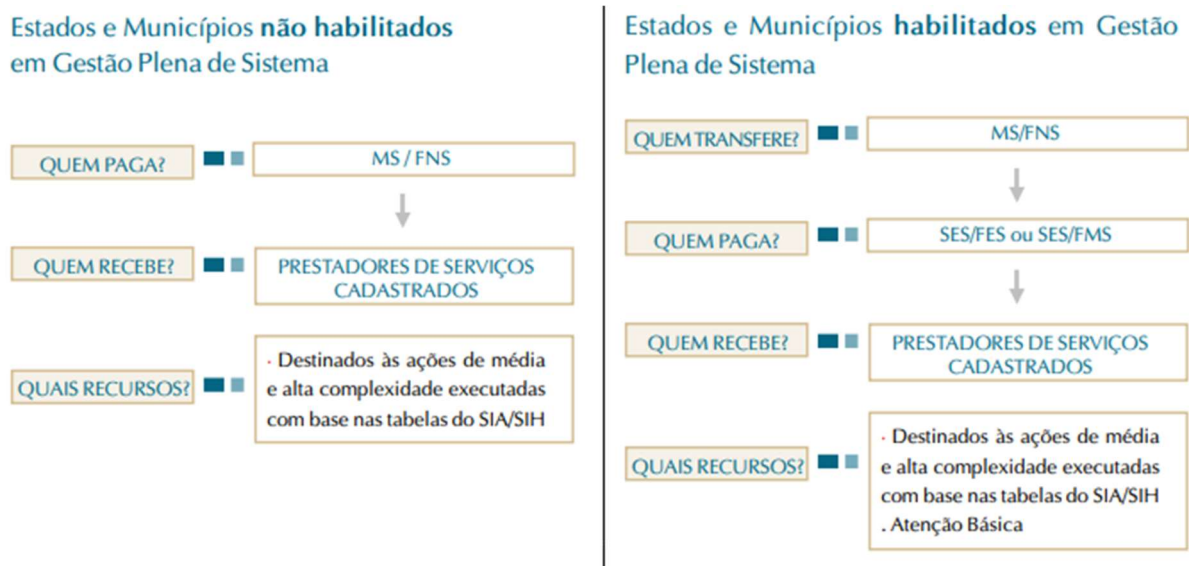 Estados e Municípios não habilitados
em Gestão Plena de Sistema
QUEM PAGA?
MS / FNS
QUEM RECEBE?
PRESTADORES DE SERVIÇOS
CADASTRADOS
QUAIS RECURSOS?
· Destinados às ações de média
e alta complexidade executadas
com base nas tabelas do SIA/SIH
Estados e Municípios habilitados em Gestão
Plena de Sistema
QUEM TRANSFERE?
MS/FNS
QUEM PAGA?
SES/FES ou SES/FMS
QUEM RECEBE?
PRESTADORES DE SERVIÇOS
CADASTRADOS
QUAIS RECURSOS?
· Destinados às ações de média
e alta complexidade executadas
com base nas tabelas do SIA/SIH
. Atenção Básica